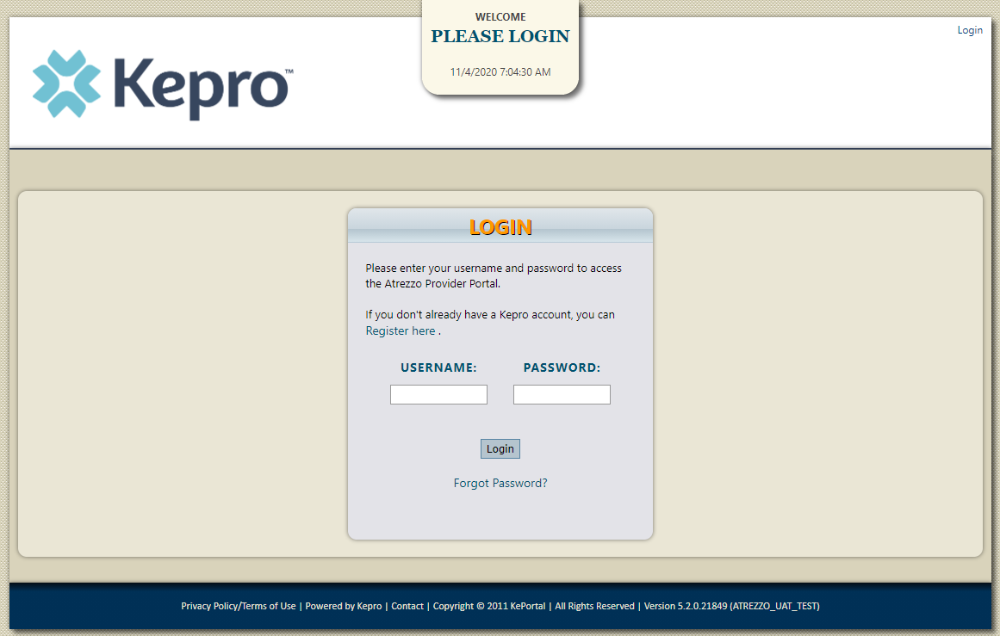 WELCOME
PLEASE LOGIN
11/4/2020 7:04:30 AM
Login
Kepro™
LOGIN
Please enter your username and password to access
the Atrezzo Provider Portal.
If you don't already have a Kepro account, you can
Register here .
USERNAME: PASSWORD:
Login
Forgot Password?
Privacy Policy/Terms of Use | Powered by Kepro | Contact | Copyright © 2011 KePortal | All Rights Reserved | Version 5.2.0.21849 (ATREZZO_UAT_TEST)